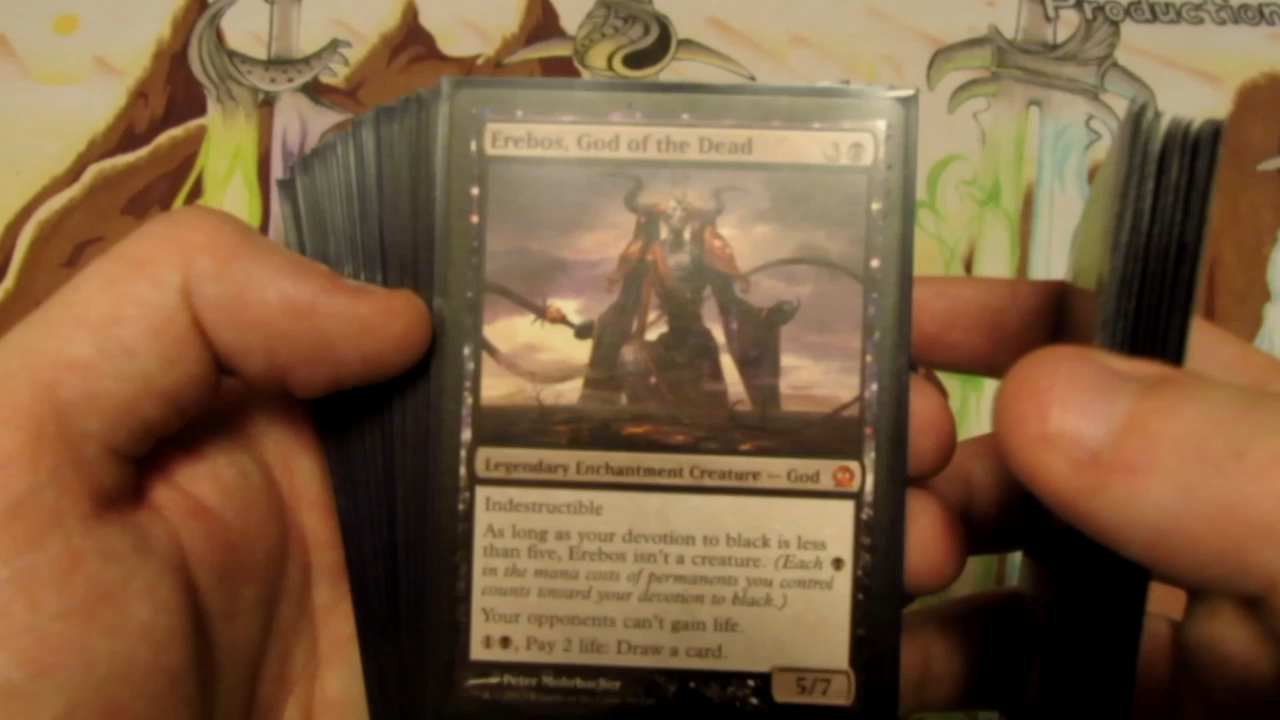 Production
Erebos, God of the Dead 3
Legendary Enchantment Creature — God
Indestructible
As long as your devotion to black is less
than five, Erebos isn't a creature. (Each
in the mana costs of permanents you control
counts toward your devotion to black.)
Your opponents can't gain life.
1, Pay 2 life: Draw a card.
Peter Mohrbacher
5/7